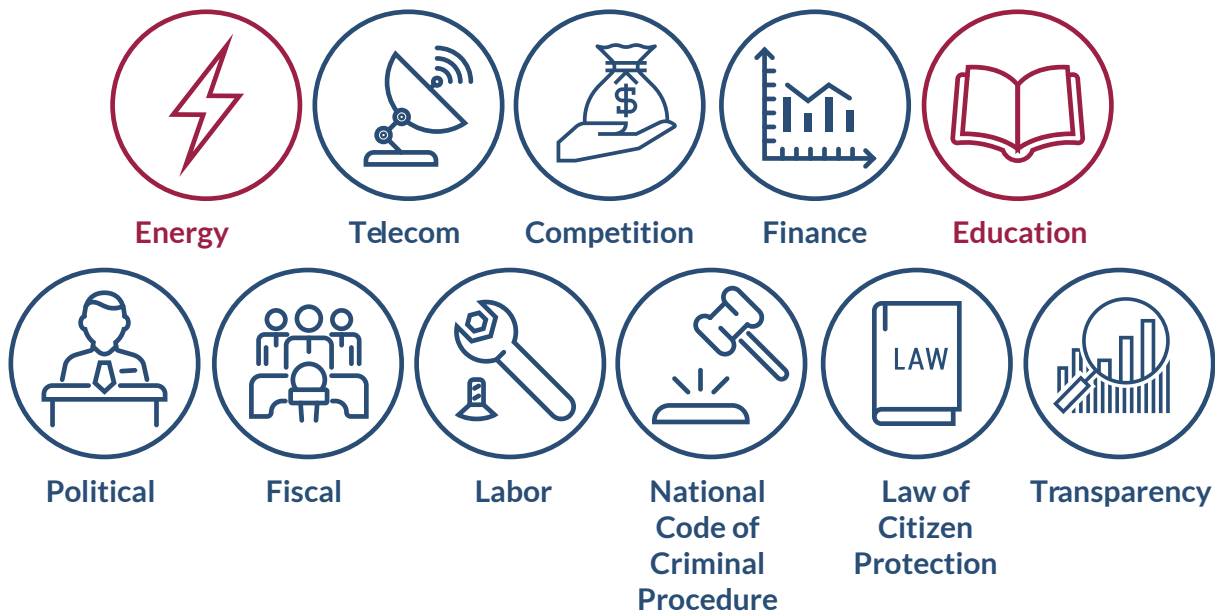 $
Energy
Telecom
Competition
Finance
Education
LAW
Political
Fiscal
Labor
National
Code of
Criminal
Procedure
Law of
Citizen
Protection
Transparency